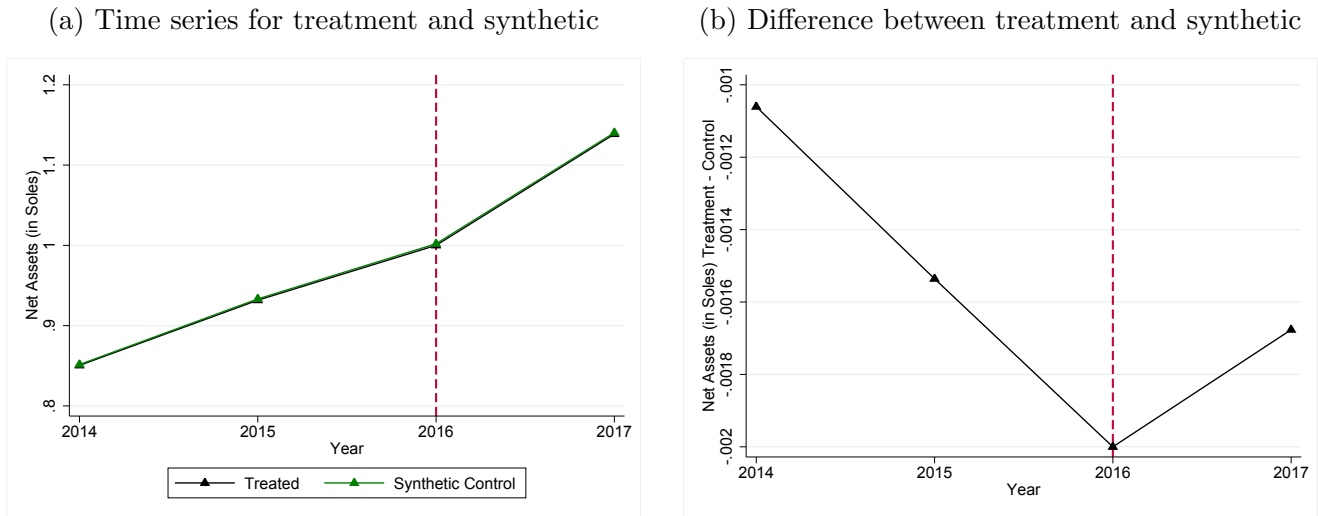 (a) Time series for treatment and synthetic
Net Assets (in Soles)
1.2
1.1
1
.9
.8
2014 2015 2016 2017
Year
Treated Synthetic Control
(b) Difference between treatment and synthetic
Net Assets (in Soles) Treatment - Control
-.001
-.0012
-.0014
-.0016
-.0018
-.002
2014 2015 2016 2017
Year